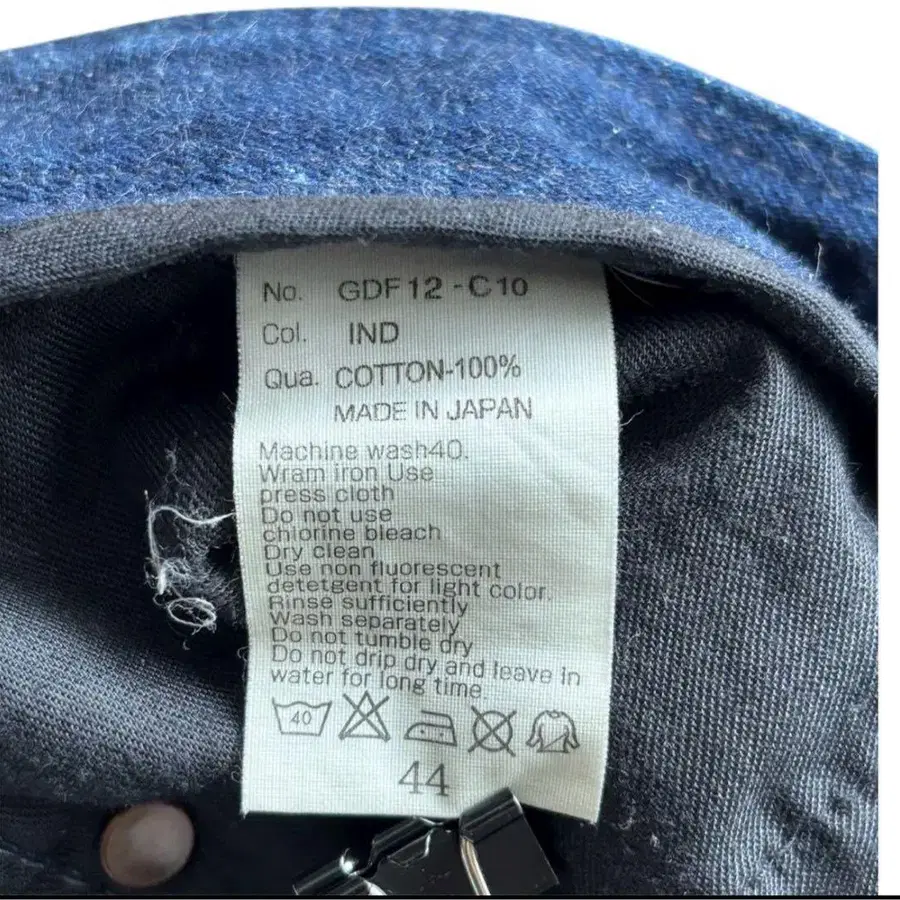 No. GDF12-C10
Col. IND
Qua. COTTON-100%
MADE IN JAPAN
Machine wash40.
Wram iron Use
press cloth
Do not use
chlorine bleach
Dry clean
Use non fluorescent
detetgent for light color.
Rinse sufficiently
Wash separately
Do not tumble dry
Do not drip dry and leave in
water for long time.
40
44